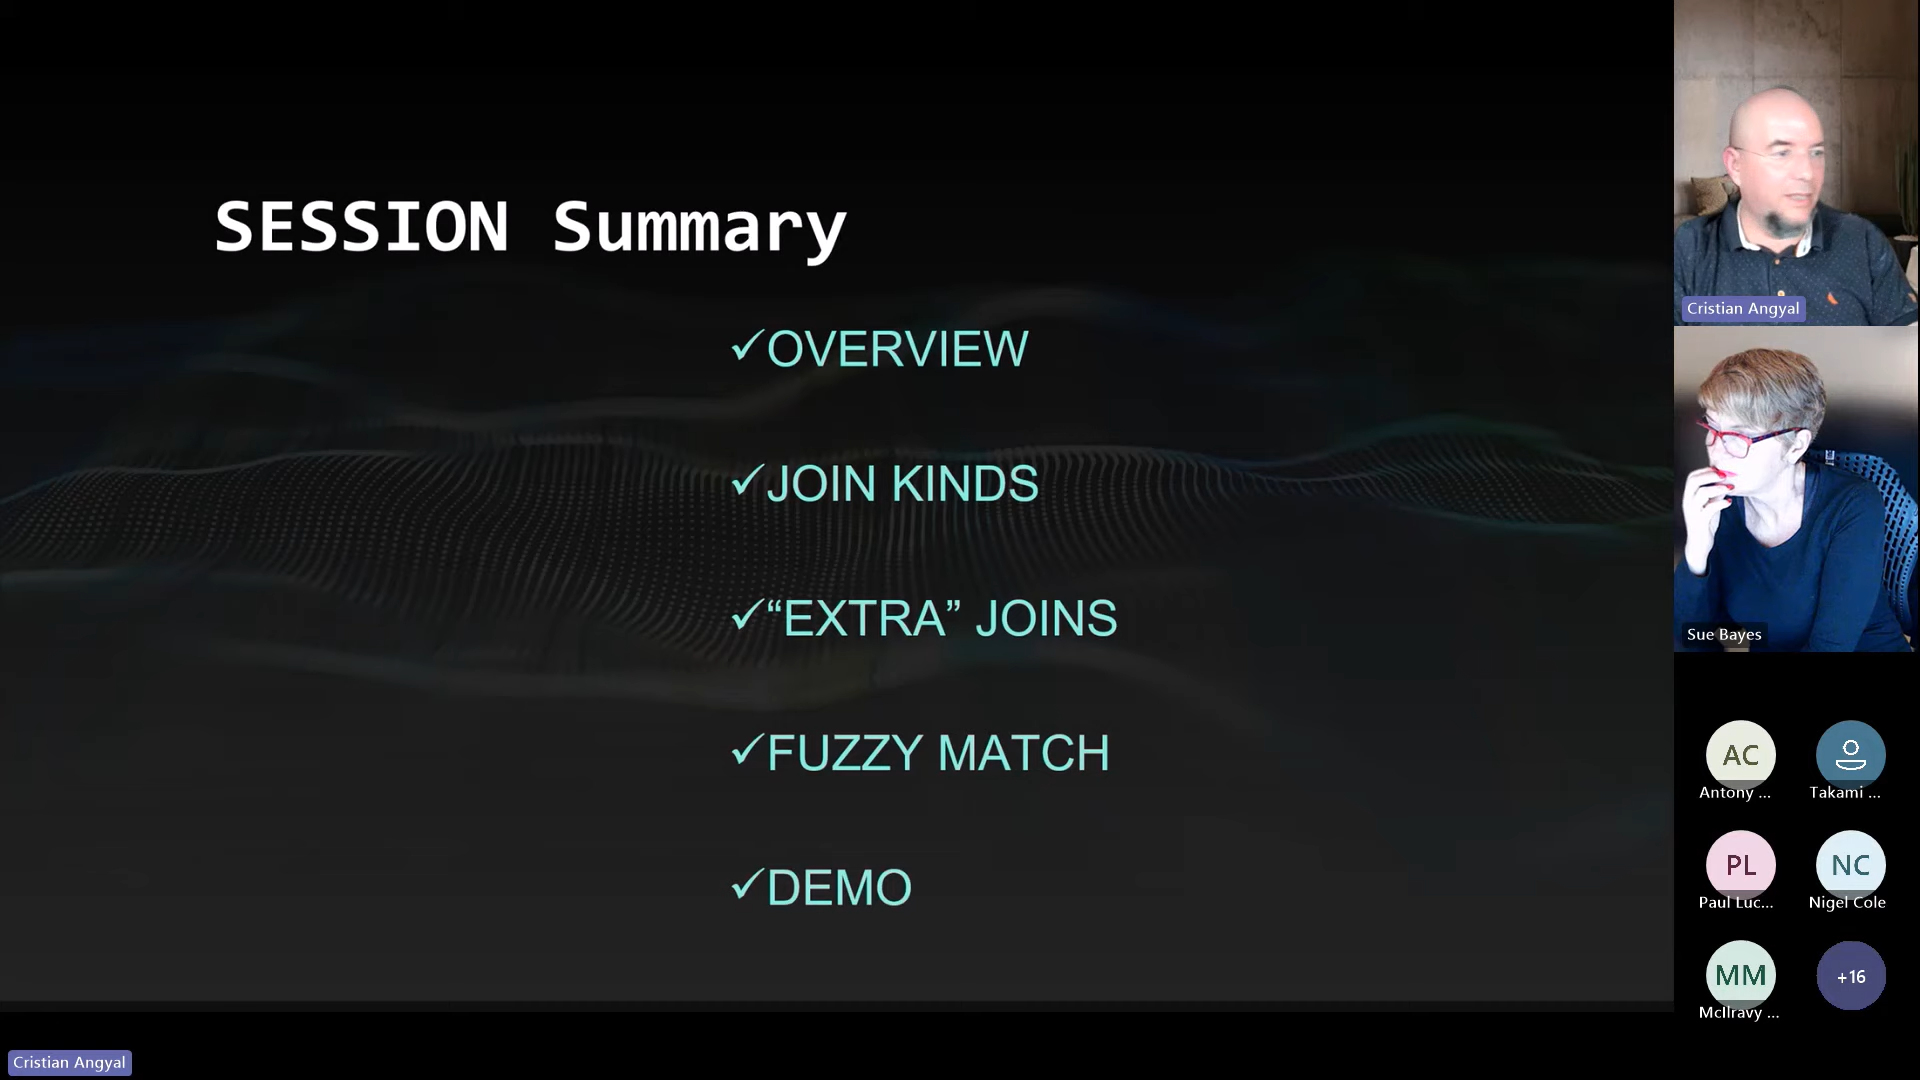 SESSION Summary
✓OVERVIEW
✓JOIN KINDS
✓“EXTRA” JOINS
✓FUZZY MATCH
✓DEMO
Cristian Angyal
Sue Bayes
AC
Antony ...
Takami ...
PL
Paul Luc...
NC
Nigel Cole
MM
McIlravy ...
+16
Cristian Angyal